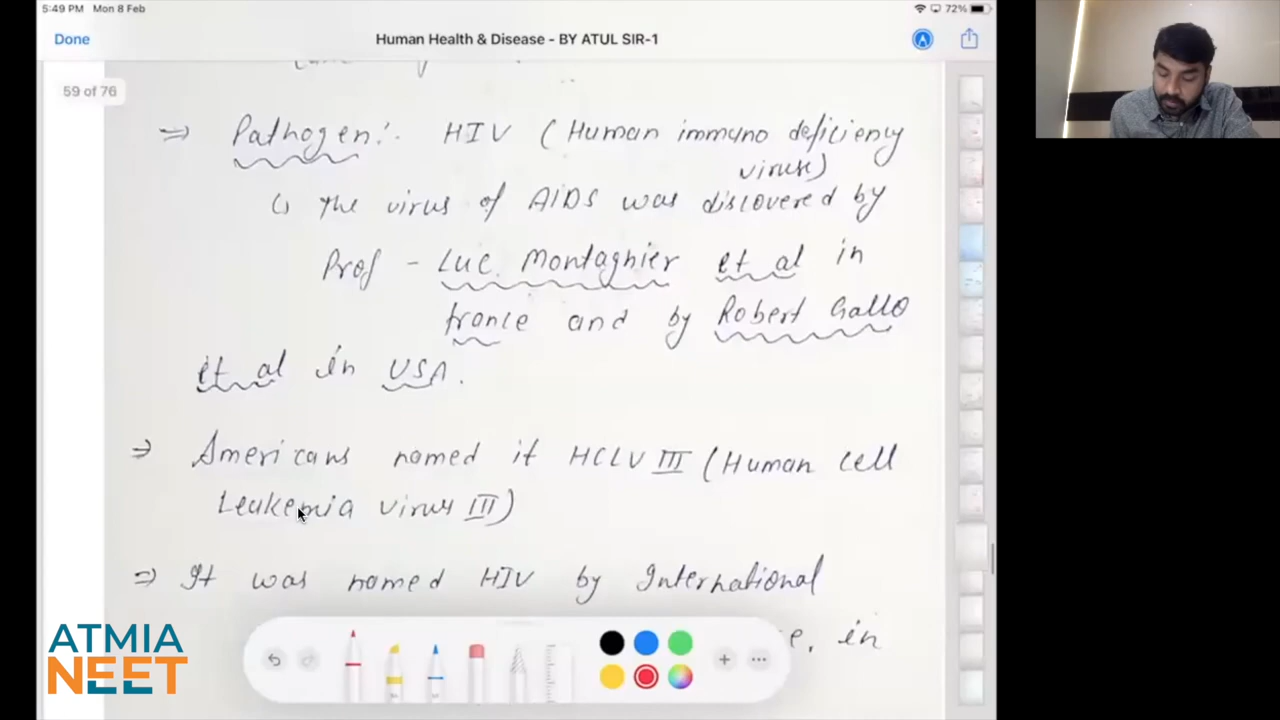 5:49 PM Mon 8 Feb
72%
Done
Human Health & Disease - BY ATUL SIR-1
59 of 76
⇒ Pathogen:- HIV (Human immuno deficiency
virus)
↳ The virus of AIDS was discovered by
Prof - Luc. Montagnier et al in
france and by Robert Gallo
et al in USA.
⇒ Americans named it HCLV III (Human cell
Leukemia virus III)
⇒ It was named HIV by International
in
ATMIA
NEET